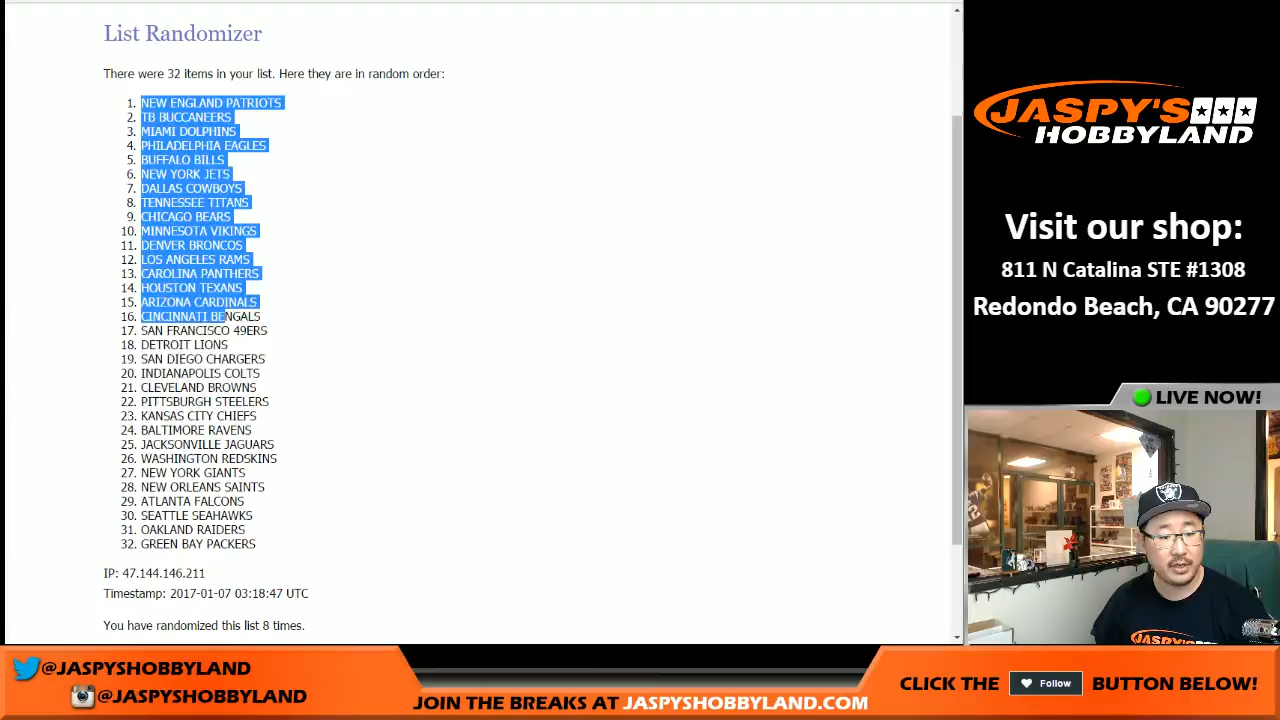 List Randomizer
There were 32 items in your list. Here they are in random order:
1. NEW ENGLAND PATRIOTS
2. TB BUCCANEERS
3. MIAMI DOLPHINS
4. PHILADELPHIA EAGLES
5. BUFFALO BILLS
6. NEW YORK JETS
7. DALLAS COWBOYS
8. TENNESSEE TITANS
9. CHICAGO BEARS
10. MINNESOTA VIKINGS
11. DENVER BRONCOS
12. LOS ANGELES RAMS
13. CAROLINA PANTHERS
14. HOUSTON TEXANS
15. ARIZONA CARDINALS
16. CINCINNATI BENGALS
17. SAN FRANCISCO 49ERS
18. DETROIT LIONS
19. SAN DIEGO CHARGERS
20. INDIANAPOLIS COLTS
21. CLEVELAND BROWNS
22. PITTSBURGH STEELERS
23. KANSAS CITY CHIEFS
24. BALTIMORE RAVENS
25. JACKSONVILLE JAGUARS
26. WASHINGTON REDSKINS
27. NEW YORK GIANTS
28. NEW ORLEANS SAINTS
29. ATLANTA FALCONS
30. SEATTLE SEAHAWKS
31. OAKLAND RAIDERS
32. GREEN BAY PACKERS
IP: 47.144.146.211
Timestamp: 2017-01-07 03:18:47 UTC
You have randomized this list 8 times.
JASPY'S
HOBBYLAND
Visit our shop:
811 N Catalina STE #1308
Redondo Beach, CA 90277
LIVE NOW!
JASPY'S
@JASPYSHOBBYLAND
@JASPYSHOBBYLAND
JOIN THE BREAKS AT JASPYSHOBBYLAND.COM
CLICK THE Follow BUTTON BELOW!